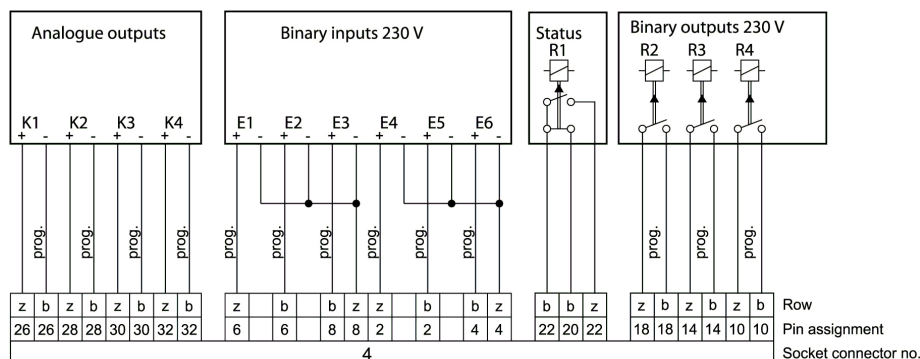 Analogue outputs
Binary inputs 230 V
Status
Binary outputs 230 V
R1
R2 R3 R4
K1 K2 K3 K4
E1 E2 E3 E4 E5 E6
+ - + - + - + -
+ - + - + - + - + - + -
prog. prog. prog. prog. prog. prog. prog. prog. prog. prog. prog. prog. prog.
z b z b z b z b z b b z z b b z b b z z b z b z b Row
26 26 28 28 30 30 32 32 6 6 8 8 2 2 4 4 22 20 22 18 18 14 14 10 10 Pin assignment
4 Socket connector no.